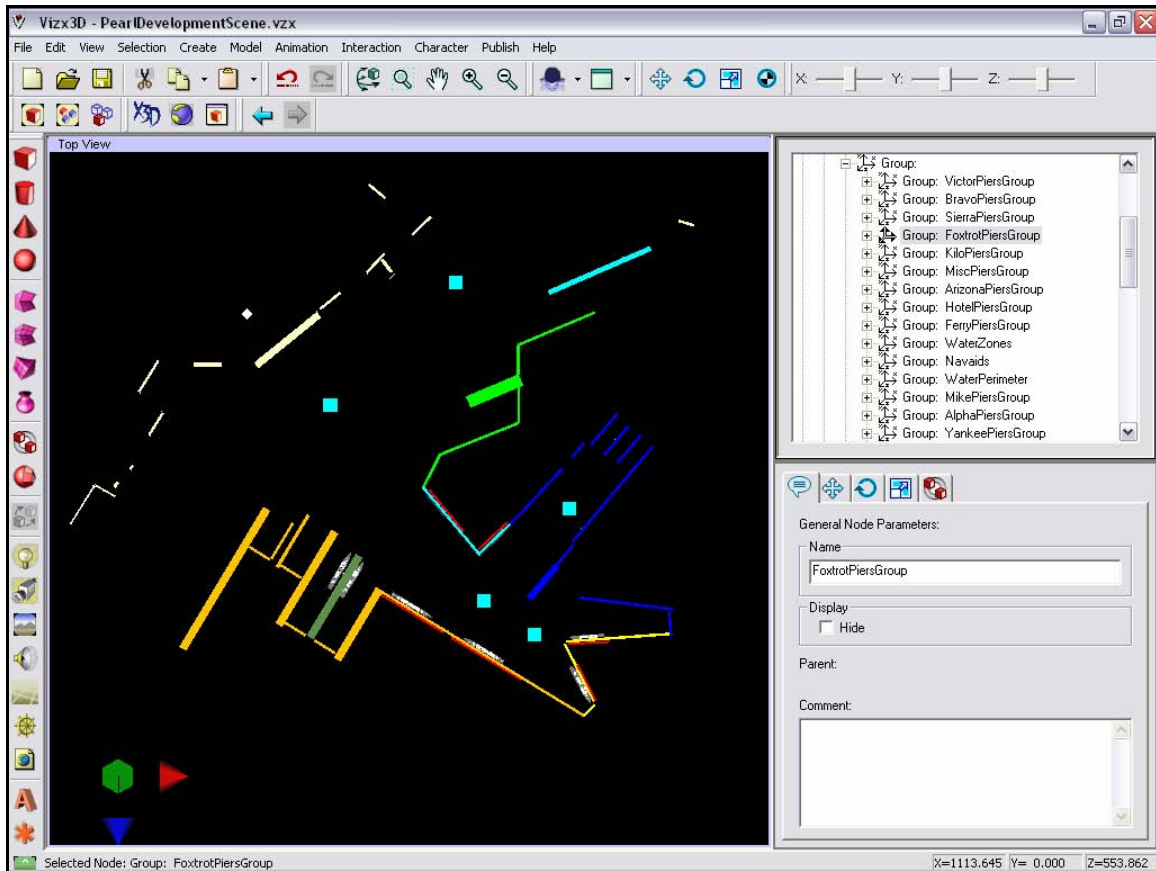 Vizx3D - PearlDevelopmentScene.vzx
File Edit View Selection Create Model Animation Interaction Character Publish Help
X: Y: Z:
X3D
Top View
Group:
Group: VictorPiersGroup
Group: BravoPiersGroup
Group: SierraPiersGroup
Group: FoxtrotPiersGroup
Group: KiloPiersGroup
Group: MiscPiersGroup
Group: ArizonaPiersGroup
Group: HotelPiersGroup
Group: FerryPiersGroup
Group: WaterZones
Group: Navaids
Group: WaterPerimeter
Group: MikePiersGroup
Group: AlphaPiersGroup
Group: YankeePiersGroup
General Node Parameters:
Name
FoxtrotPiersGroup
Display
Hide
Parent:
Comment:
Selected Node: Group: FoxtrotPiersGroup
X=1113.645 Y= 0.000 Z=553.862